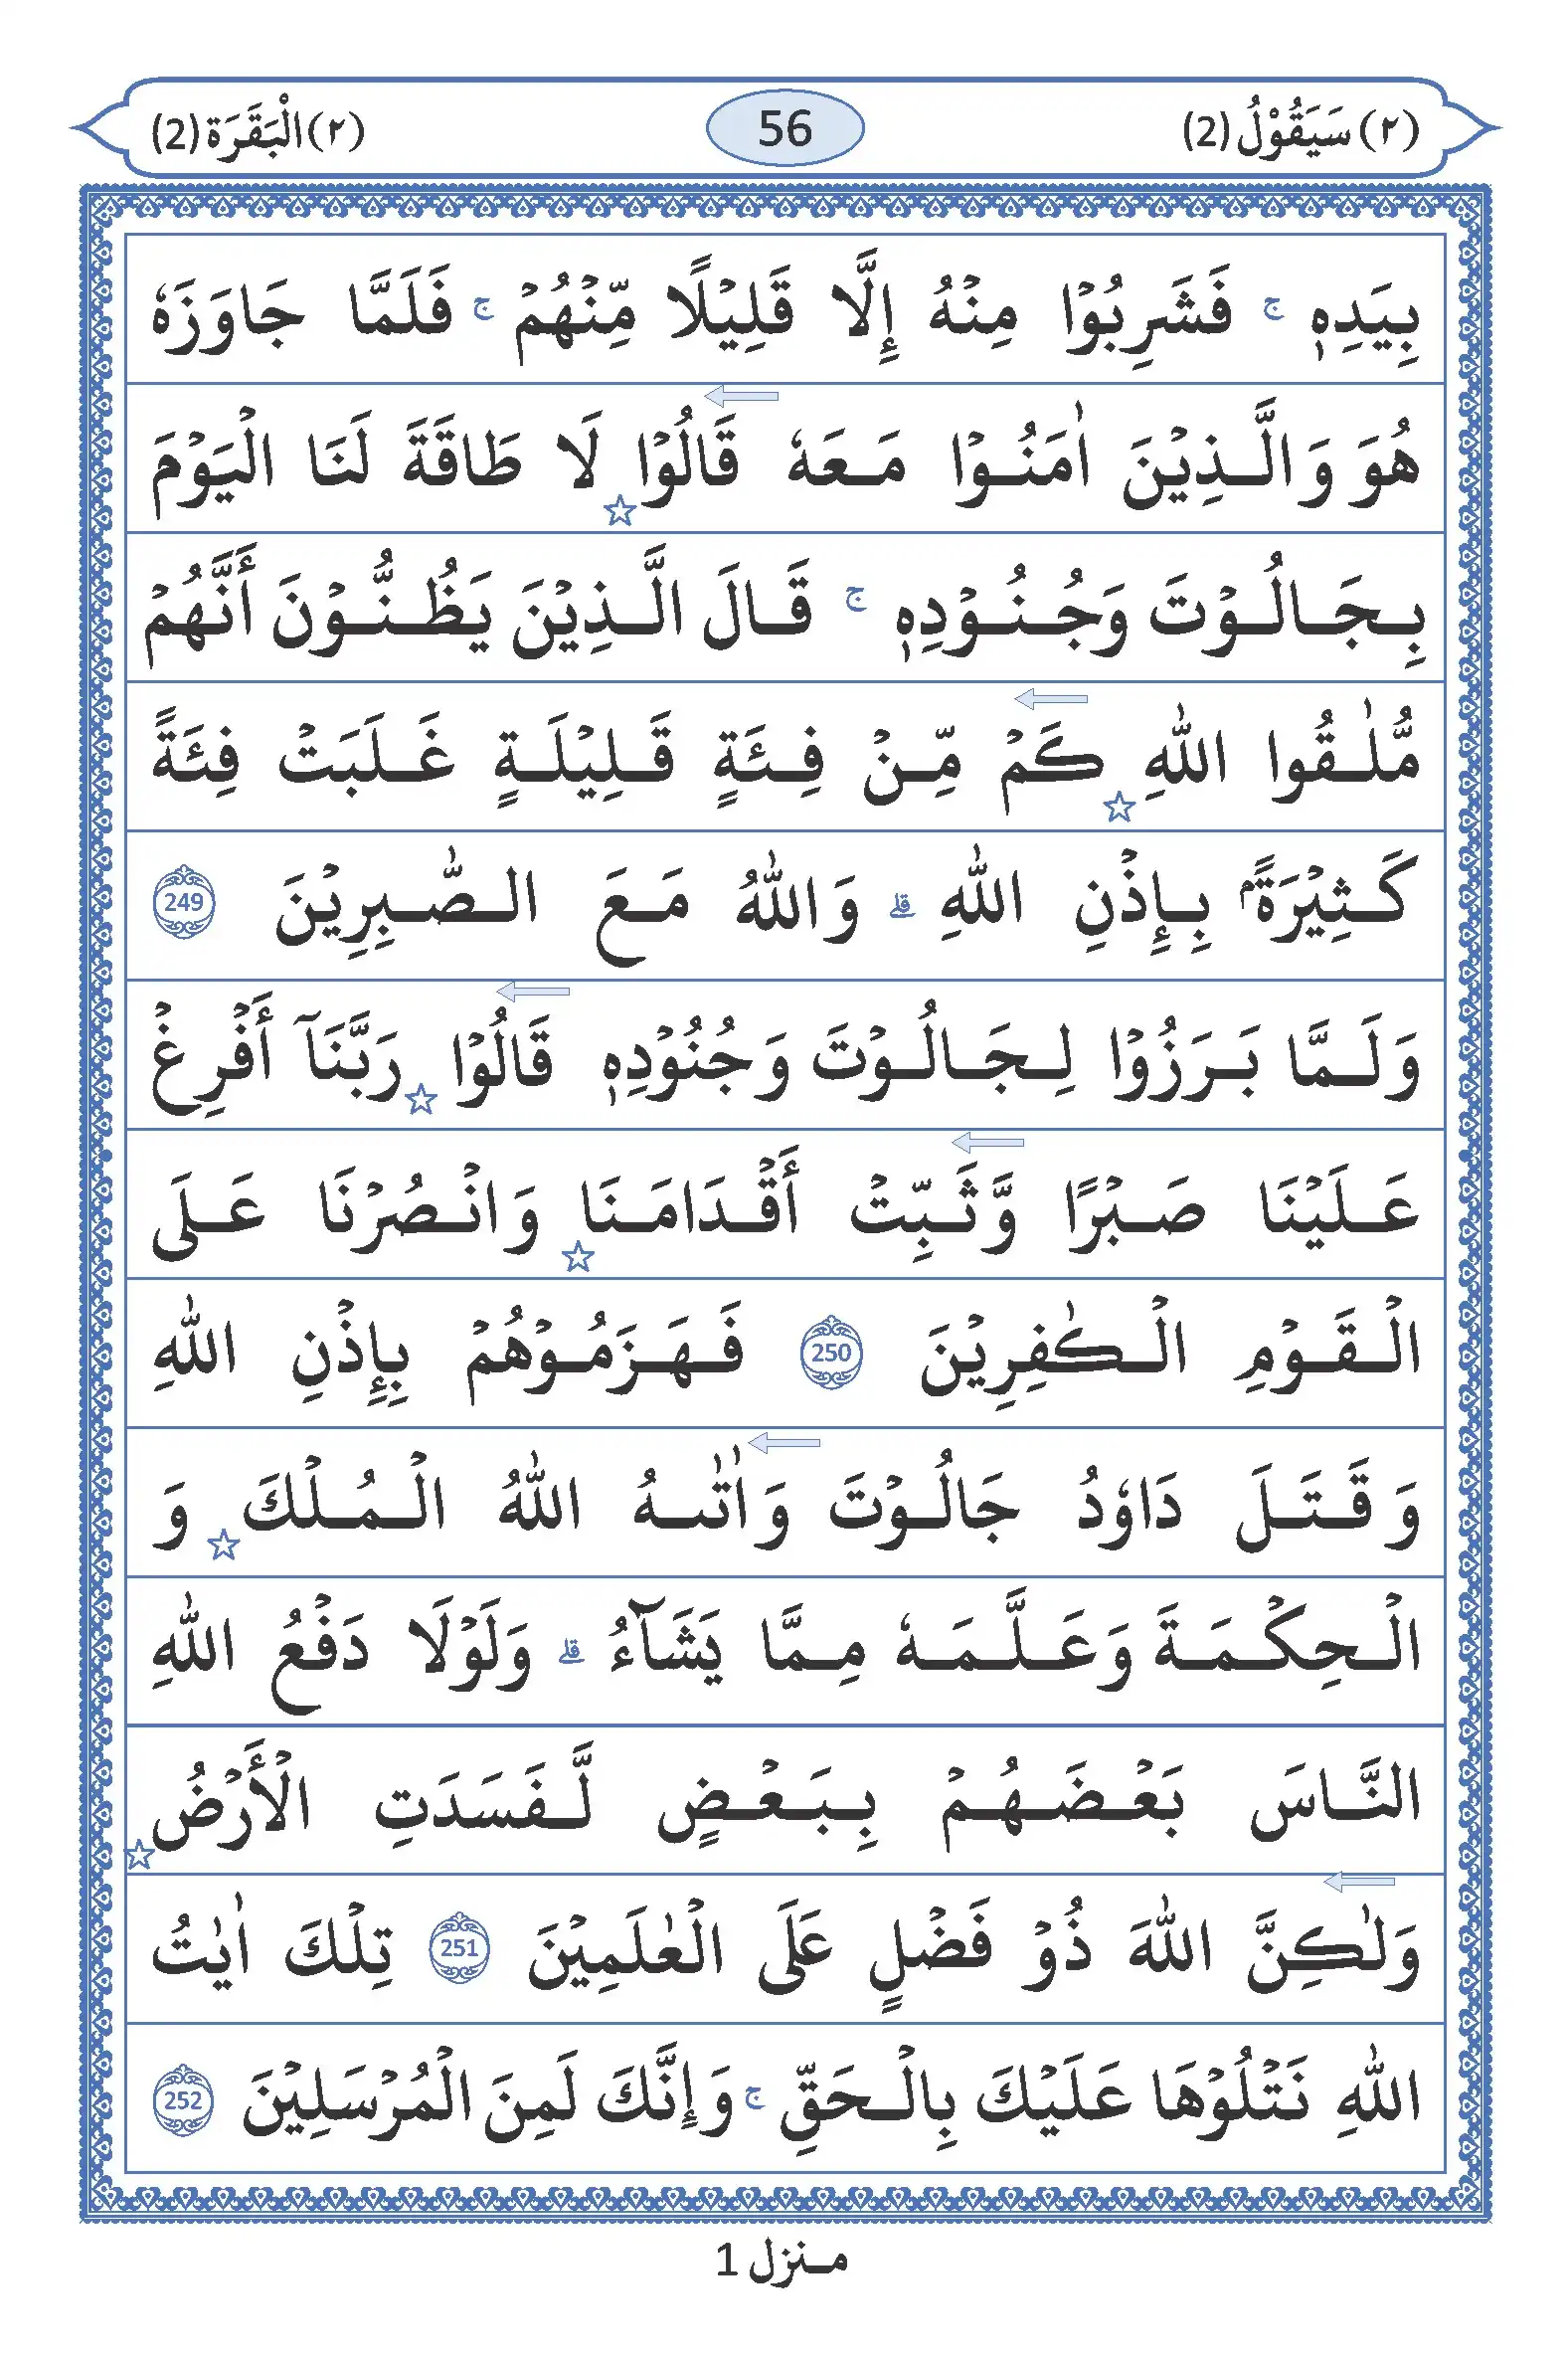 (٢) سَيَقُوْلُ (2)
56
(٢) الْبَقَرَة (2)
بِيَدِهٖ ۚ فَشَرِبُوْا مِنْهُ إِلَّا قَلِيْلًا مِّنْهُمْ ۚ فَلَمَّا جَاوَزَهٗ
هُوَ وَالَّذِيْنَ اٰمَنُوْا مَعَهٗ قَالُوْا ☆ لَا طَاقَةَ لَنَا الْيَوْمَ
بِجَالُوْتَ وَجُنُوْدِهٖ ۚ قَالَ الَّذِيْنَ يَظُنُّوْنَ أَنَّهُمْ
مُّلٰقُوا اللّٰهِ ☆ كَمْ مِّنْ فِئَةٍ قَلِيْلَةٍ غَلَبَتْ فِئَةً
كَثِيْرَةًۢ بِإِذْنِ اللّٰهِ ۗ وَاللّٰهُ مَعَ الصّٰبِرِيْنَ 249
وَلَمَّا بَرَزُوْا لِجَالُوْتَ وَجُنُوْدِهٖ قَالُوْا ☆ رَبَّنَآ أَفْرِغْ
عَلَيْنَا صَبْرًا وَّثَبِّتْ أَقْدَامَنَا ☆ وَانْصُرْنَا عَلَى
الْقَوْمِ الْكٰفِرِيْنَ 250 فَهَزَمُوْهُمْ بِإِذْنِ اللّٰهِ
وَقَتَلَ دَاوٗدُ جَالُوْتَ وَاٰتٰىهُ اللّٰهُ الْمُلْكَ ☆ وَ
الْحِكْمَةَ وَعَلَّمَهٗ مِمَّا يَشَآءُ ۗ وَلَوْلَا دَفْعُ اللّٰهِ
النَّاسَ بَعْضَهُمْ بِبَعْضٍ لَّفَسَدَتِ الْأَرْضُ ☆
وَلٰكِنَّ اللّٰهَ ذُوْ فَضْلٍ عَلَى الْعٰلَمِيْنَ 251 تِلْكَ اٰيٰتُ
اللّٰهِ نَتْلُوْهَا عَلَيْكَ بِالْحَقِّ ۚ وَإِنَّكَ لَمِنَ الْمُرْسَلِيْنَ 252
مـنزل 1